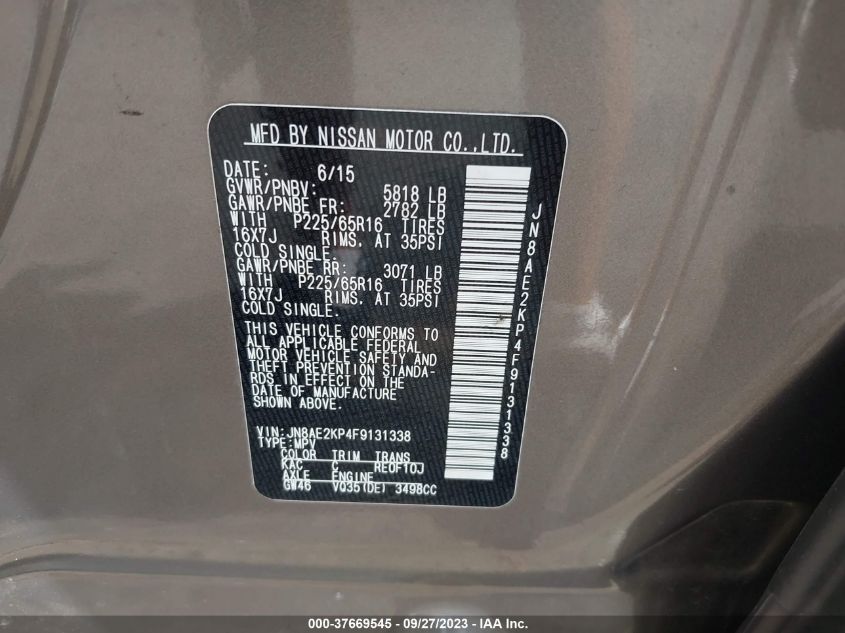 MFD BY NISSAN MOTOR CO.,LTD.
DATE: 6/15
GVWR/PNBV: 5818 LB
GAWR/PNBE FR: 2782 LB
WITH P225/65R16 TIRES
16X7J RIMS. AT 35PSI
COLD SINGLE.
GAWR/PNBE RR: 3071 LB
WITH P225/65R16 TIRES
16X7J RIMS. AT 35PSI
COLD SINGLE.
THIS VEHICLE CONFORMS TO
ALL APPLICABLE FEDERAL
MOTOR VEHICLE SAFETY AND
THEFT PREVENTION STANDA-
RDS IN EFFECT ON THE
DATE OF MANUFACTURE
SHOWN ABOVE.
VIN:JN8AE2KP4F9131338
TYPE:MPV
COLOR TRIM TRANS
KAC C RE0F10J
AXLE ENGINE
GW46 VQ35(DE) 3498CC
JN8AE2KP4F9131338
000-37669545 - 09/27/2023 - IAA Inc.